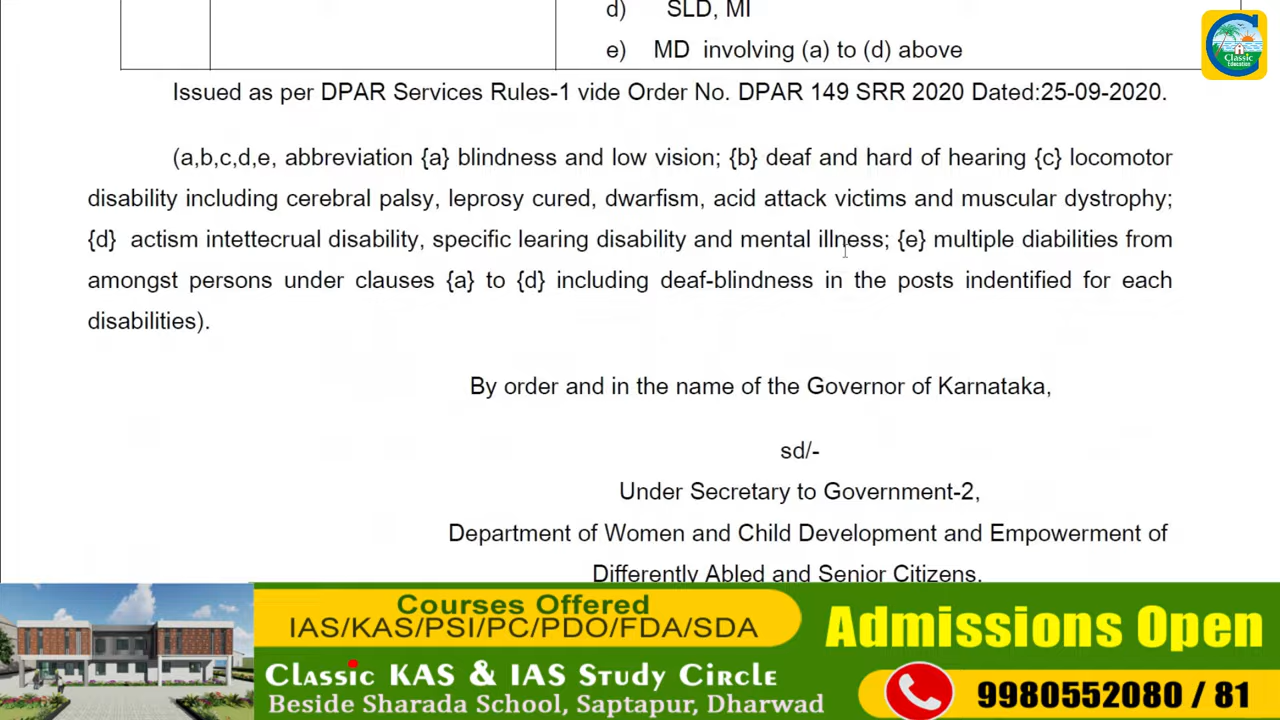 d) SLD, MI
e) MD involving (a) to (d) above
Issued as per DPAR Services Rules-1 vide Order No. DPAR 149 SRR 2020 Dated:25-09-2020.
(a,b,c,d,e, abbreviation {a} blindness and low vision; {b} deaf and hard of hearing {c} locomotor
disability including cerebral palsy, leprosy cured, dwarfism, acid attack victims and muscular dystrophy;
{d} actism intettecrual disability, specific learing disability and mental illness; {e} multiple diabilities from
amongst persons under clauses {a} to {d} including deaf-blindness in the posts indentified for each
disabilities).
By order and in the name of the Governor of Karnataka,
sd/-
Under Secretary to Government-2,
Department of Women and Child Development and Empowerment of
Differently Abled and Senior Citizens.
Classic
Education
Courses Offered
IAS/KAS/PSI/PC/PDO/FDA/SDA
Classic KAS & IAS Study Circle
Beside Sharada School, Saptapur, Dharwad
Admissions Open
9980552080 / 81